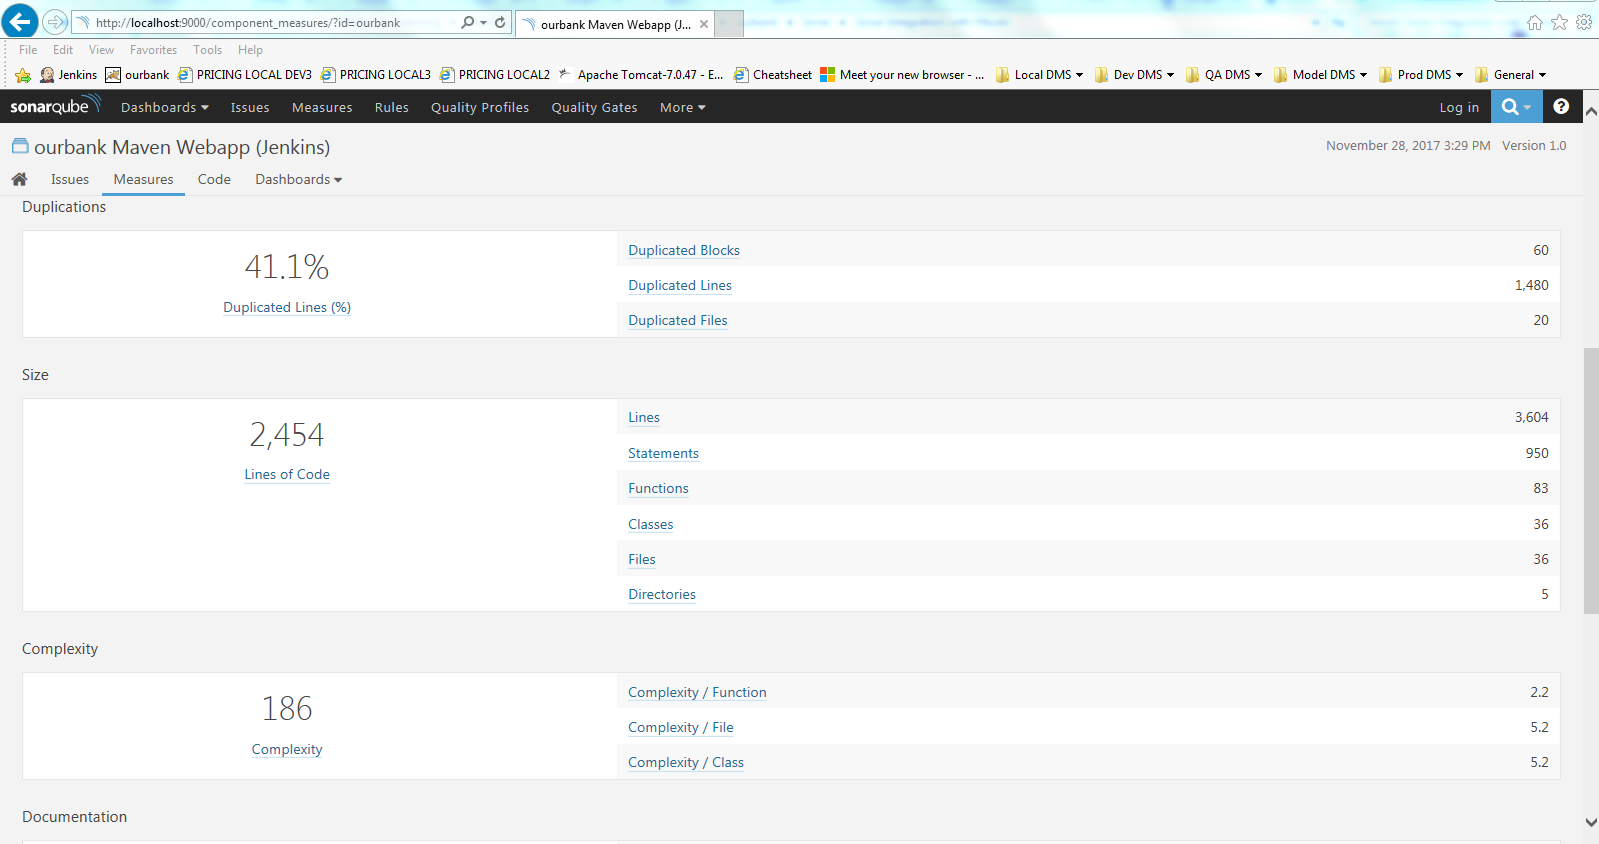 http://localhost:9000/component_measures/?id=ourbank
ourbank Maven Webapp (J...
File Edit View Favorites Tools Help
Jenkins ourbank PRICING LOCAL DEV3 PRICING LOCAL3 PRICING LOCAL2 Apache Tomcat-7.0.47 - E... Cheatsheet Meet your new browser - ... Local DMS Dev DMS QA DMS Model DMS Prod DMS General
sonarqube Dashboards Issues Measures Rules Quality Profiles Quality Gates More Log in
ourbank Maven Webapp (Jenkins) November 28, 2017 3:29 PM Version 1.0
Issues Measures Code Dashboards
Duplications
41.1%
Duplicated Lines (%)
Duplicated Blocks 60
Duplicated Lines 1,480
Duplicated Files 20
Size
2,454
Lines of Code
Lines 3,604
Statements 950
Functions 83
Classes 36
Files 36
Directories 5
Complexity
186
Complexity
Complexity / Function 2.2
Complexity / File 5.2
Complexity / Class 5.2
Documentation